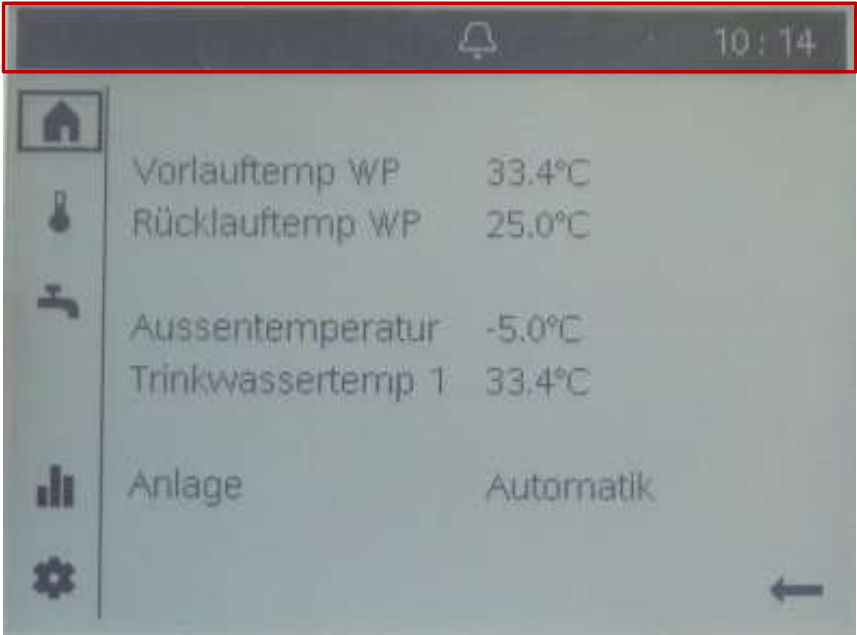 10:14
Vorlauftemp WP 33.4°C
Rücklauftemp WP 25.0°C
Aussentemperatur -5.0°C
Trinkwassertemp 1 33.4°C
Anlage Automatik